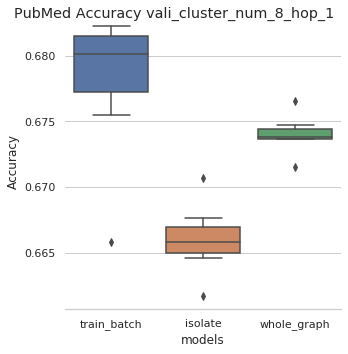 PubMed Accuracy vali_cluster_num_8_hop_1
0.680
0.675
0.670
0.665
Accuracy
train_batch isolate whole_graph
models